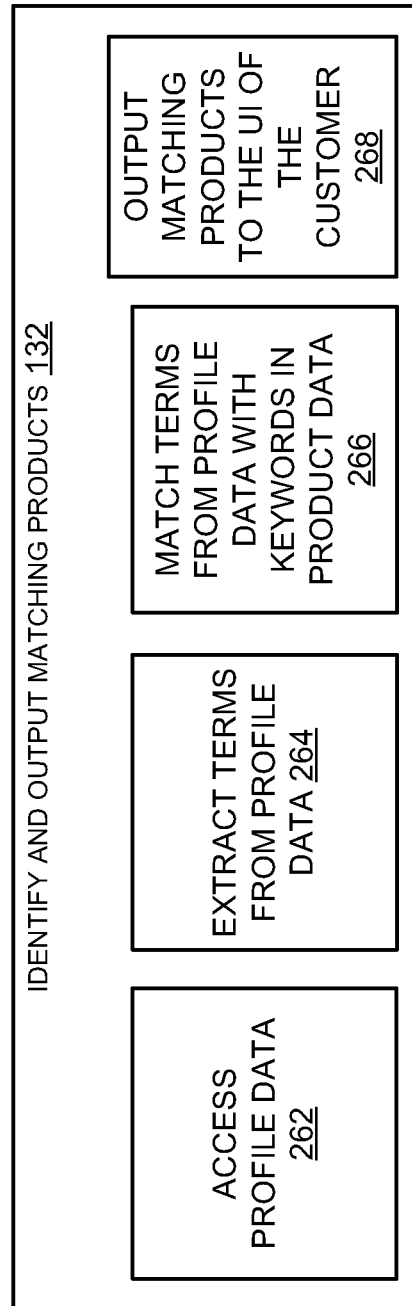 IDENTIFY AND OUTPUT MATCHING PRODUCTS 132
ACCESS
PROFILE DATA
262
EXTRACT TERMS
FROM PROFILE
DATA 264
MATCH TERMS
FROM PROFILE
DATA WITH
KEYWORDS IN
PRODUCT DATA
266
OUTPUT
MATCHING
PRODUCTS
TO THE UI OF
THE
CUSTOMER
268